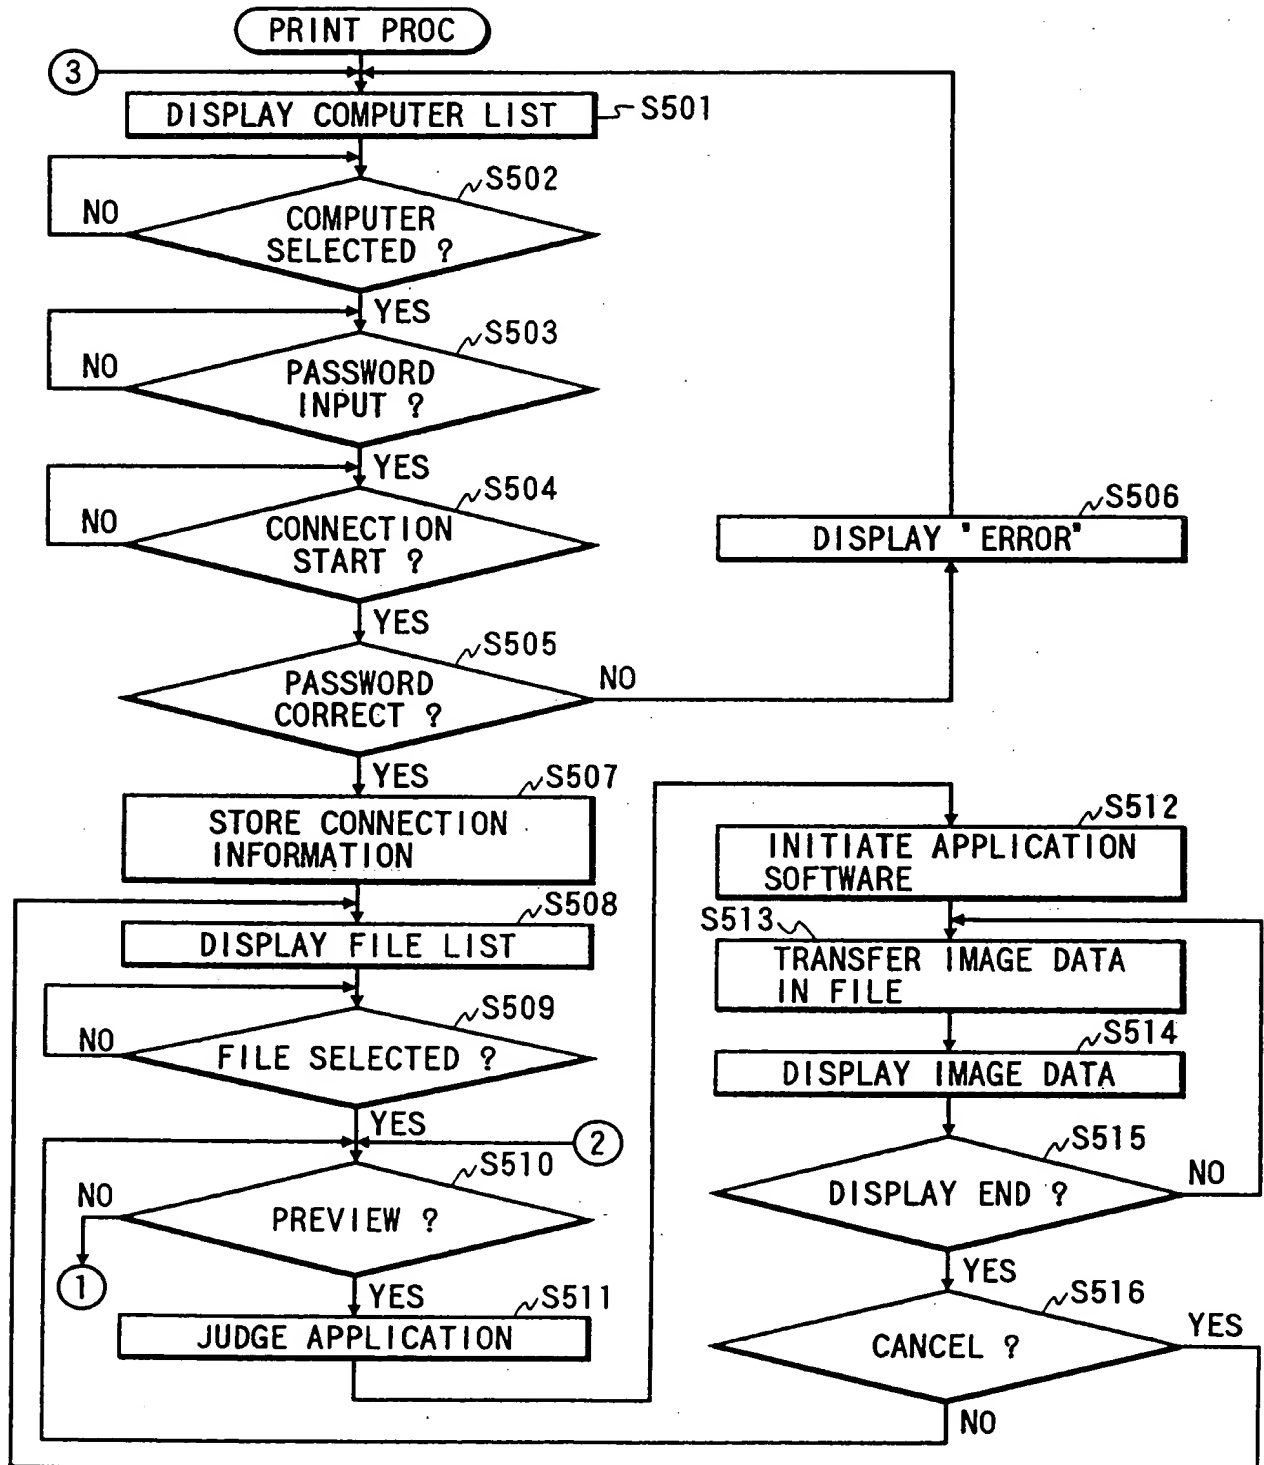 PRINT PROC
3
DISPLAY COMPUTER LIST
S501
S502
NO
COMPUTER
SELECTED ?
YES
S503
NO
PASSWORD
INPUT ?
YES
S504
NO
CONNECTION
START ?
YES
S505
PASSWORD
CORRECT ?
NO
S506
DISPLAY "ERROR"
YES
S507
STORE CONNECTION
INFORMATION
S508
DISPLAY FILE LIST
S509
NO
FILE SELECTED ?
YES
2
S510
NO
PREVIEW ?
1
YES
S511
JUDGE APPLICATION
S512
INITIATE APPLICATION
SOFTWARE
S513
TRANSFER IMAGE DATA
IN FILE
S514
DISPLAY IMAGE DATA
S515
DISPLAY END ?
NO
YES
S516
CANCEL ?
YES
NO